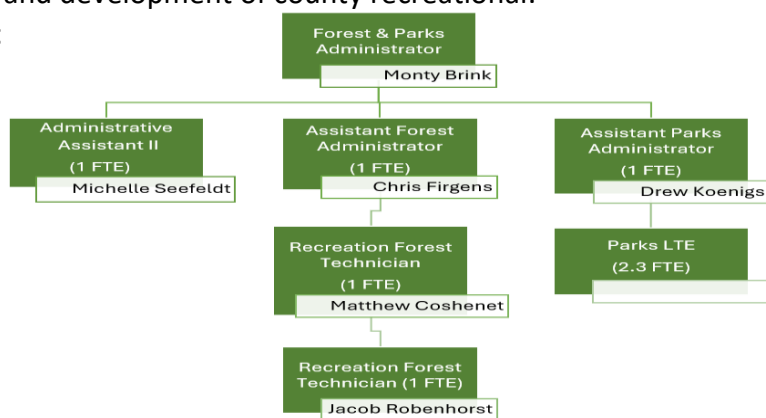 and development of county recreational.
:
Forest & Parks
Administrator
Monty Brink
Administrative
Assistant II
(1 FTE)
Michelle Seefeldt
Assistant Forest
Administrator
(1 FTE)
Chris Firgens
Assistant Parks
Administrator
(1 FTE)
Drew Koenigs
Recreation Forest
Technician
(1 FTE)
Matthew Coshenet
Parks LTE
(2.3 FTE)
Recreation Forest
Technician (1 FTE)
Jacob Robenhorst